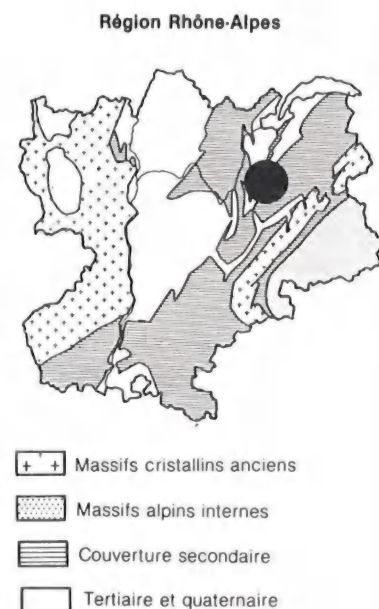 Région Rhône-Alpes
Massifs cristallins anciens
Massifs alpins internes
Couverture secondaire
Tertiaire et quaternaire